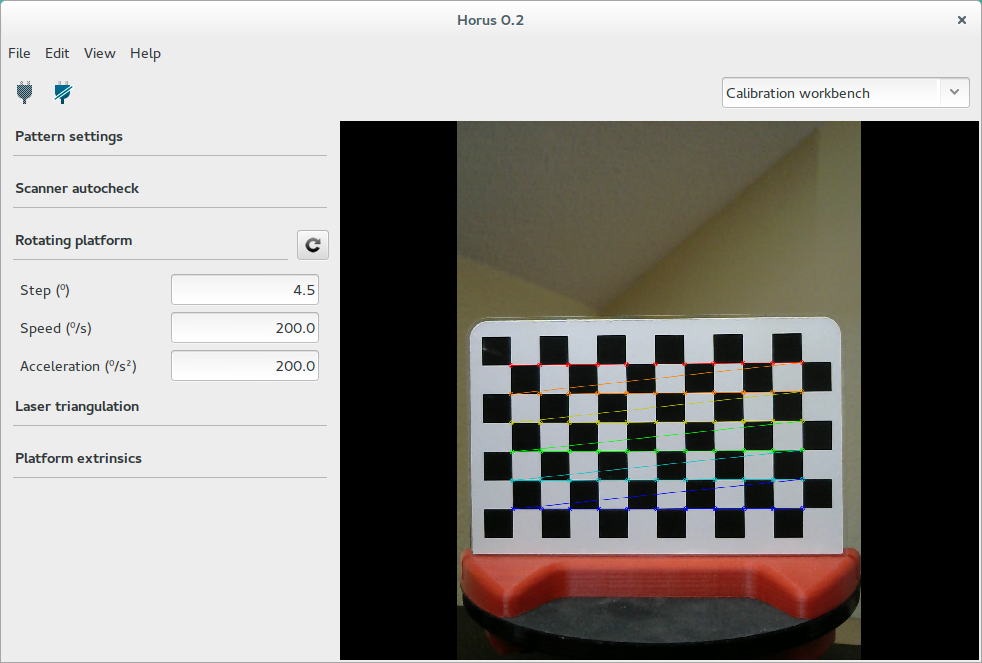 Horus 0.2
File Edit View Help
Calibration workbench
Pattern settings
Scanner autocheck
Rotating platform
Step (º) 4.5
Speed (º/s) 200.0
Acceleration (º/s²) 200.0
Laser triangulation
Platform extrinsics